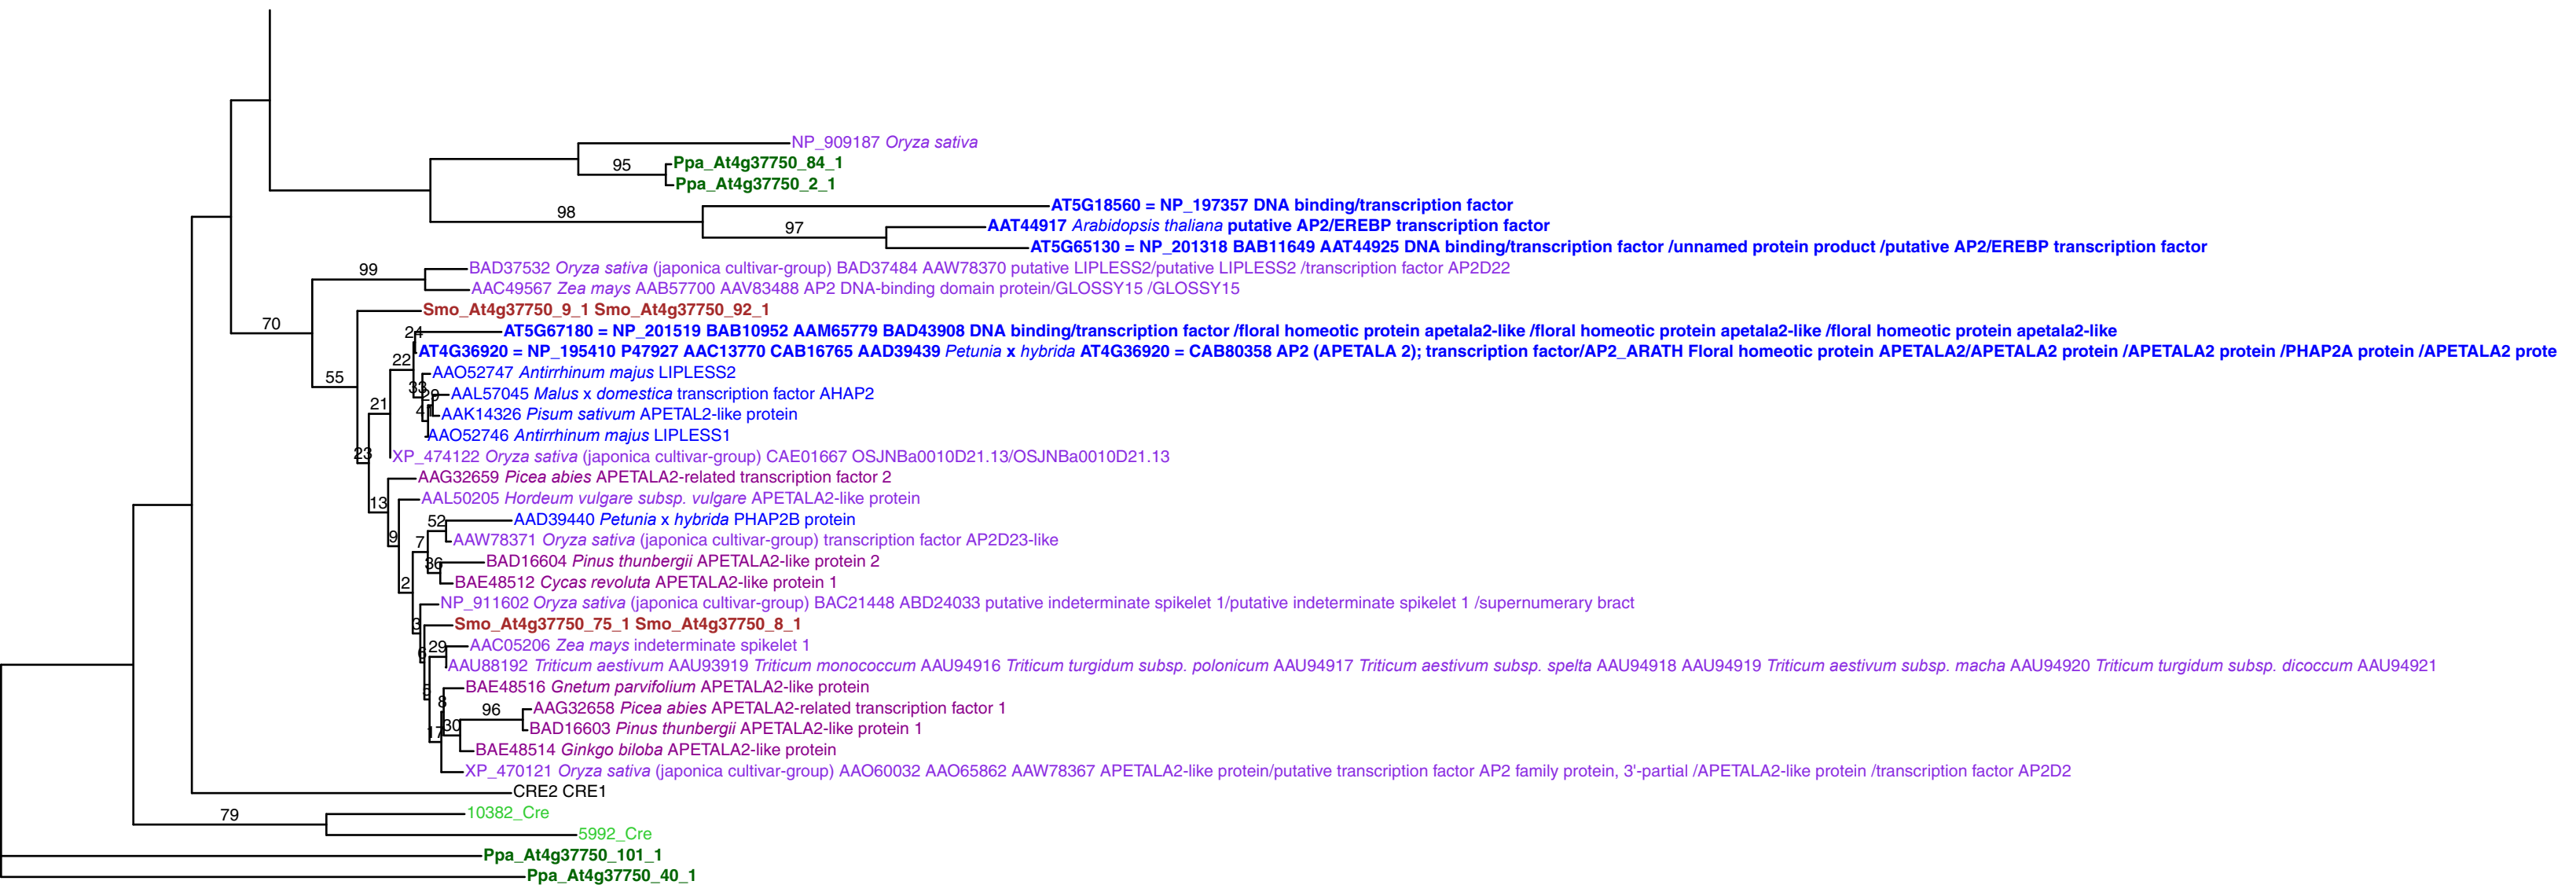 NP_909187 Oryza sativa
95
Ppa_At4g37750_84_1
Ppa_At4g37750_2_1
98
AT5G18560 = NP_197357 DNA binding/transcription factor
97
AAT44917 Arabidopsis thaliana putative AP2/EREBP transcription factor
AT5G65130 = NP_201318 BAB11649 AAT44925 DNA binding/transcription factor /unnamed protein product /putative AP2/EREBP transcription factor
99
BAD37532 Oryza sativa (japonica cultivar-group) BAD37484 AAW78370 putative LIPLESS2/putative LIPLESS2 /transcription factor AP2D22
AAC49567 Zea mays AAB57700 AAV83488 AP2 DNA-binding domain protein/GLOSSY15 /GLOSSY15
Smo_At4g37750_9_1 Smo_At4g37750_92_1
70
24
AT5G67180 = NP_201519 BAB10952 AAM65779 BAD43908 DNA binding/transcription factor /floral homeotic protein apetala2-like /floral homeotic protein apetala2-like /floral homeotic protein apetala2-like
AT4G36920 = NP_195410 P47927 AAC13770 CAB16765 AAD39439 Petunia x hybrida AT4G36920 = CAB80358 AP2 (APETALA 2); transcription factor/AP2_ARATH Floral homeotic protein APETALA2/APETALA2 protein /APETALA2 protein /PHAP2A protein /APETALA2 prote
22
55
AAO52747 Antirrhinum majus LIPLESS2
33
AAL57045 Malus x domestica transcription factor AHAP2
21
AAK14326 Pisum sativum APETAL2-like protein
AAO52746 Antirrhinum majus LIPLESS1
23
XP_474122 Oryza sativa (japonica cultivar-group) CAE01667 OSJNBa0010D21.13/OSJNBa0010D21.13
AAG32659 Picea abies APETALA2-related transcription factor 2
13
AAL50205 Hordeum vulgare subsp. vulgare APETALA2-like protein
52
AAD39440 Petunia x hybrida PHAP2B protein
9
7
AAW78371 Oryza sativa (japonica cultivar-group) transcription factor AP2D23-like
36
BAD16604 Pinus thunbergii APETALA2-like protein 2
2
BAE48512 Cycas revoluta APETALA2-like protein 1
NP_911602 Oryza sativa (japonica cultivar-group) BAC21448 ABD24033 putative indeterminate spikelet 1/putative indeterminate spikelet 1 /supernumerary bract
3
Smo_At4g37750_75_1 Smo_At4g37750_8_1
29
AAC05206 Zea mays indeterminate spikelet 1
6
AAU88192 Triticum aestivum AAU93919 Triticum monococcum AAU94916 Triticum turgidum subsp. polonicum AAU94917 Triticum aestivum subsp. spelta AAU94918 AAU94919 Triticum aestivum subsp. macha AAU94920 Triticum turgidum subsp. dicoccum AAU94921
5
BAE48516 Gnetum parvifolium APETALA2-like protein
8
96
AAG32658 Picea abies APETALA2-related transcription factor 1
17
30
BAD16603 Pinus thunbergii APETALA2-like protein 1
BAE48514 Ginkgo biloba APETALA2-like protein
XP_470121 Oryza sativa (japonica cultivar-group) AAO60032 AAO65862 AAW78367 APETALA2-like protein/putative transcription factor AP2 family protein, 3'-partial /APETALA2-like protein /transcription factor AP2D2
CRE2 CRE1
79
10382_Cre
5992_Cre
Ppa_At4g37750_101_1
Ppa_At4g37750_40_1